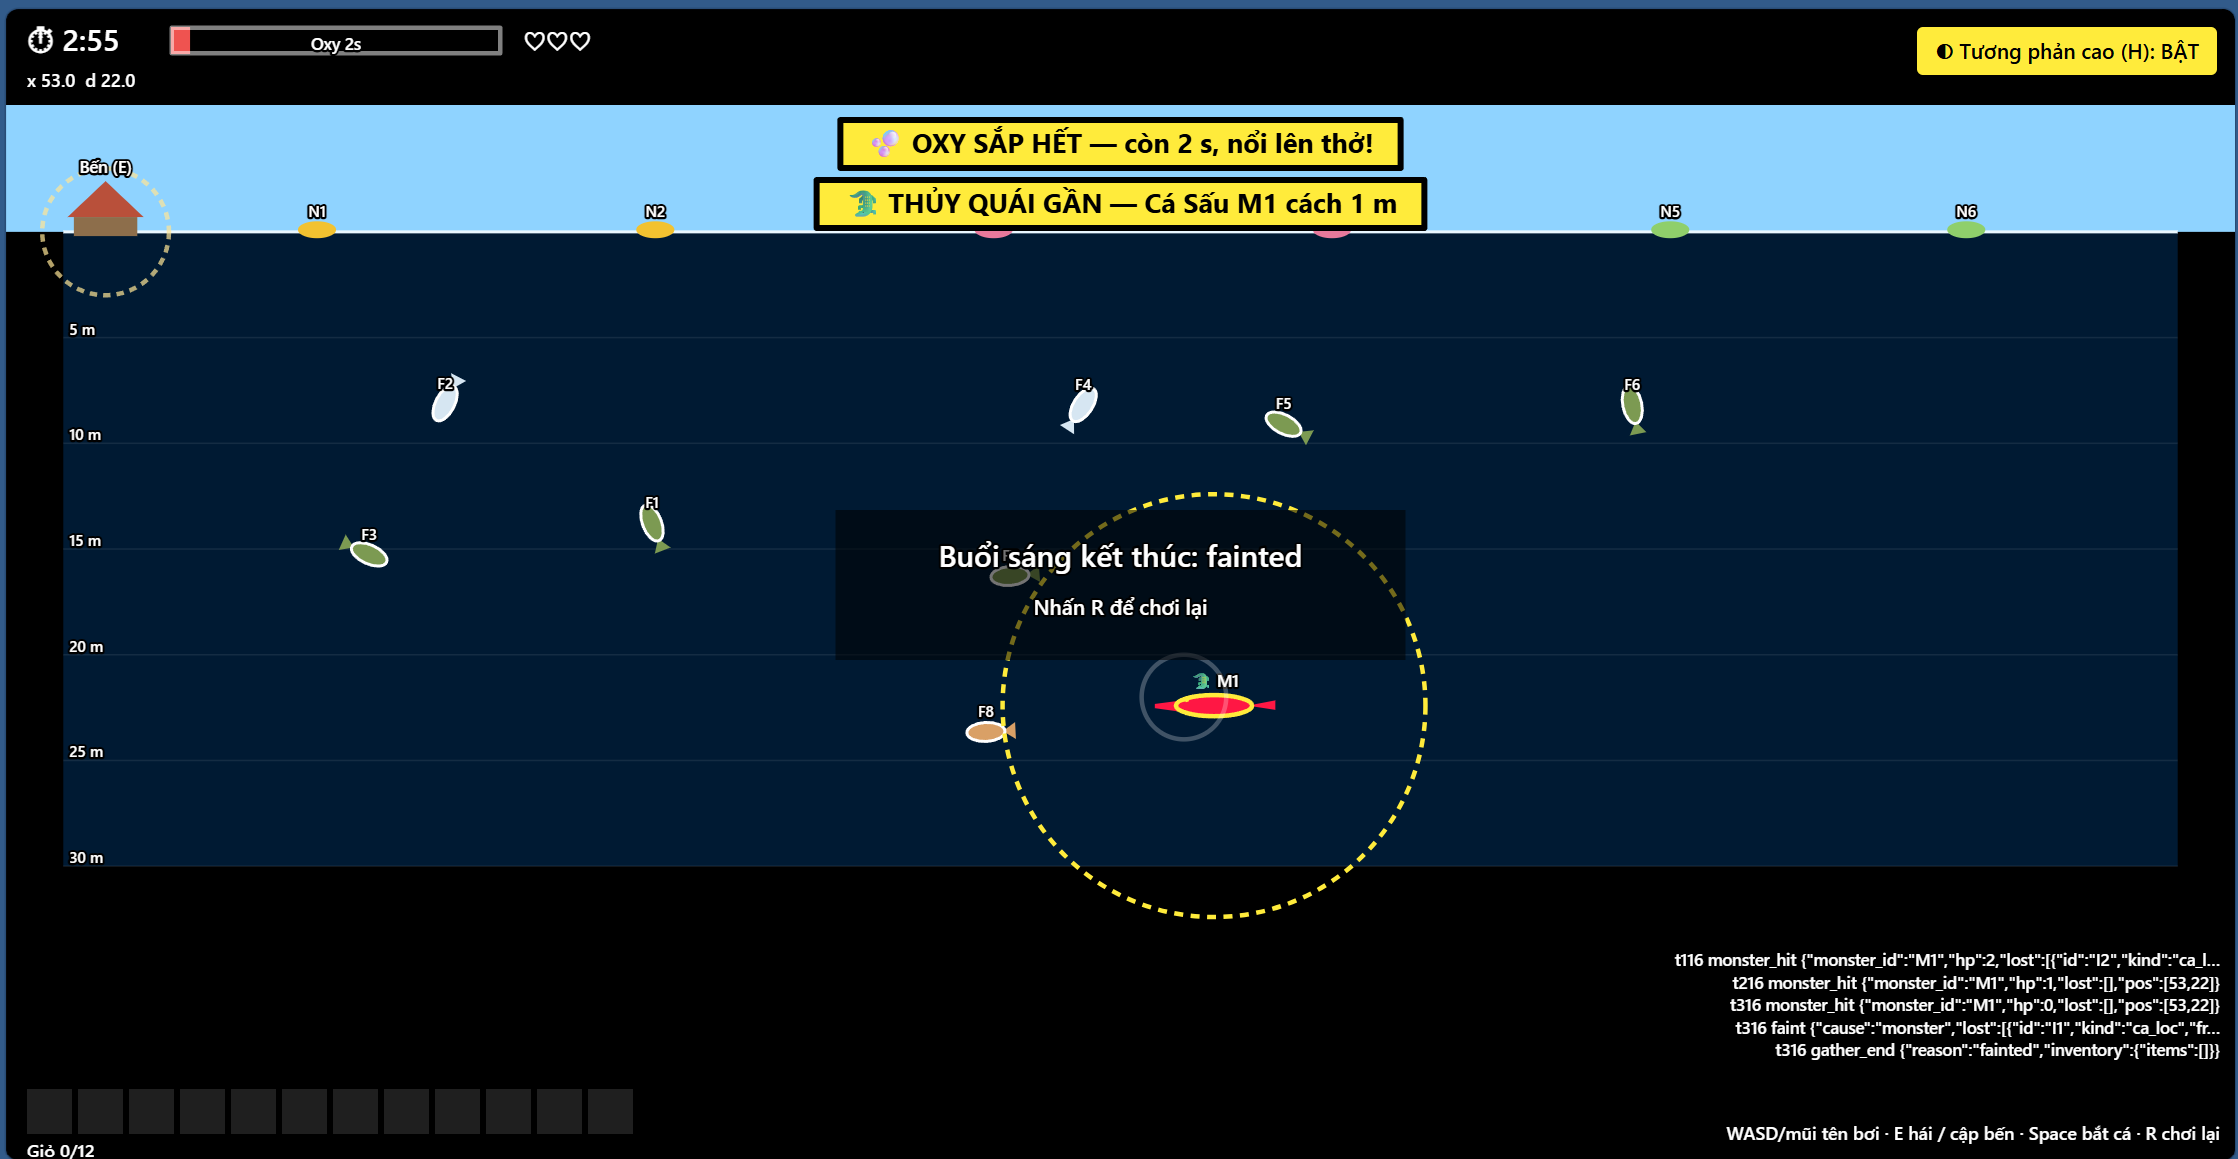 2:55
Oxy 2s
♡♡♡
x 53.0 d 22.0
Tương phản cao (H): BẬT
OXY SẮP HẾT — còn 2 s, nổi lên thở!
THỦY QUÁI GẦN — Cá Sấu M1 cách 1 m
Bến (E)
N1
N2
N5
N6
5 m
F2
F4
F5
F6
10 m
F1
F3
15 m
Buổi sáng kết thúc: fainted
Nhấn R để chơi lại
20 m
M1
F8
25 m
30 m
t116 monster_hit {"monster_id":"M1","hp":2,"lost":[{"id":"I2","kind":"ca_l...
t216 monster_hit {"monster_id":"M1","hp":1,"lost":[],"pos":[53,22]}
t316 monster_hit {"monster_id":"M1","hp":0,"lost":[],"pos":[53,22]}
t316 faint {"cause":"monster","lost":[{"id":"I1","kind":"ca_loc","fr...
t316 gather_end {"reason":"fainted","inventory":{"items":[]}}
WASD/mũi tên bơi · E hái / cập bến · Space bắt cá · R chơi lại
Giỏ 0/12